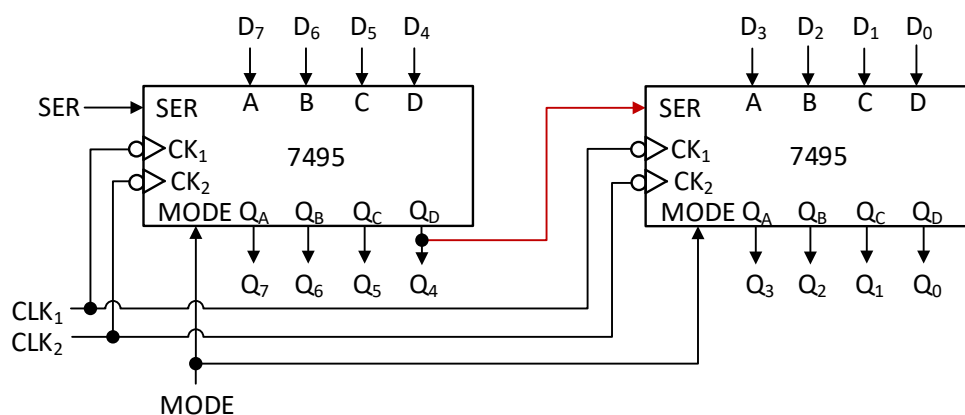 D7 D6 D5 D4 D3 D2 D1 D0
SER SER A B C D SER A B C D
CK1 7495 CK1 7495
CK2 CK2
MODE QA QB QC QD MODE QA QB QC QD
Q7 Q6 Q5 Q4 Q3 Q2 Q1 Q0
CLK1
CLK2
MODE